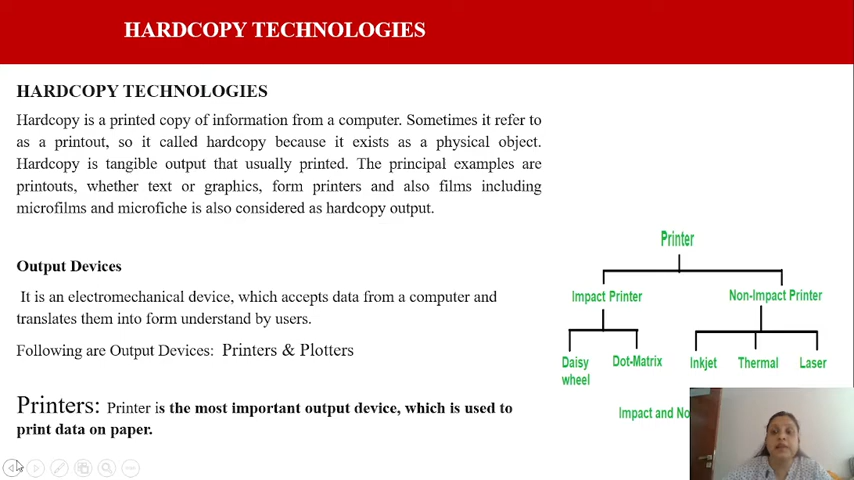 HARDCOPY TECHNOLOGIES
HARDCOPY TECHNOLOGIES
Hardcopy is a printed copy of information from a computer. Sometimes it refer to
as a printout, so it called hardcopy because it exists as a physical object.
Hardcopy is tangible output that usually printed. The principal examples are
printouts, whether text or graphics, form printers and also films including
microfilms and microfiche is also considered as hardcopy output.
Output Devices
It is an electromechanical device, which accepts data from a computer and
translates them into form understand by users.
Following are Output Devices: Printers & Plotters
Printers: Printer is the most important output device, which is used to
print data on paper.
Printer
Impact Printer
Non-Impact Printer
Daisy
wheel
Dot-Matrix
Inkjet
Thermal
Laser
Impact and